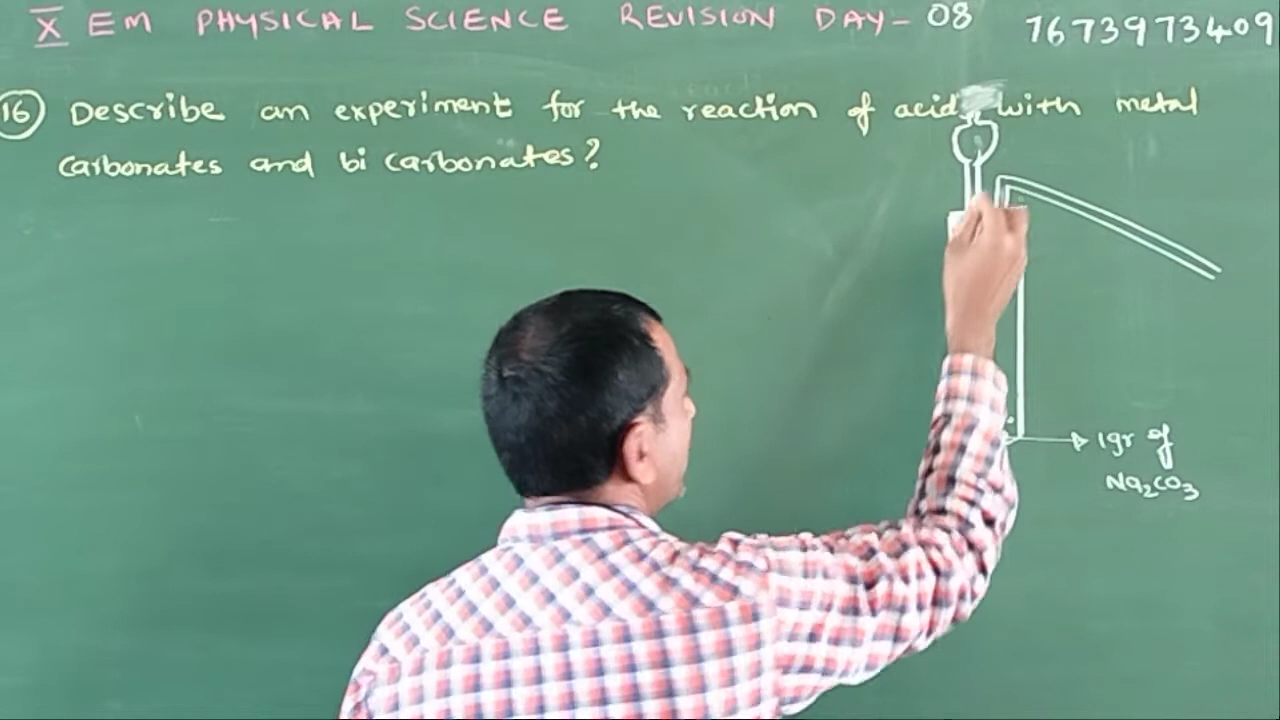 X EM PHYSICAL SCIENCE REVISION DAY- 08 7673973409
16 Describe an experiment for the reaction of acid with metal
carbonates and bi carbonates?
1gr of
Na2CO3